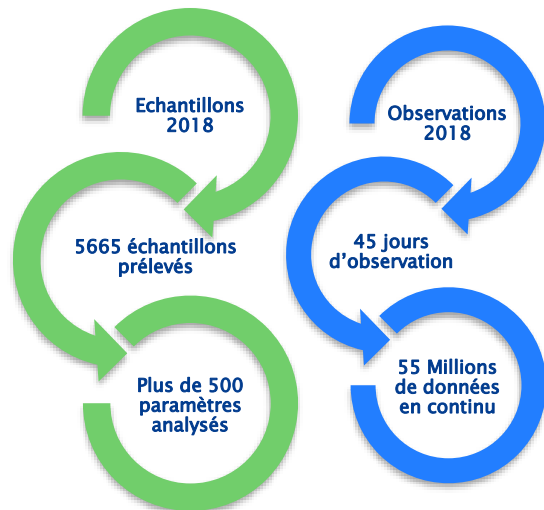 Echantillons
2018
5665 échantillons
prélevés
Plus de 500
paramètres
analysés
Observations
2018
45 jours
d'observation
55 Millions
de données
en continu